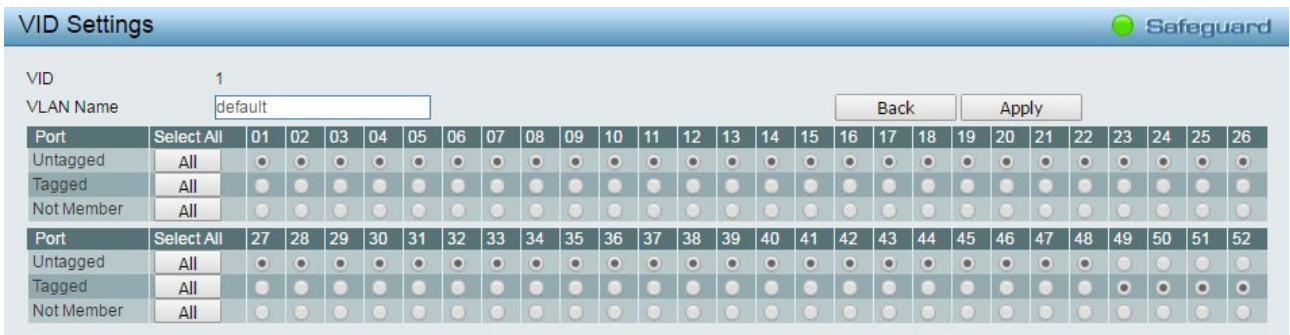 VID Settings Safeguard
VID 1
VLAN Name default Back Apply
Port Select All 01 02 03 04 05 06 07 08 09 10 11 12 13 14 15 16 17 18 19 20 21 22 23 24 25 26
Untagged All
Tagged All
Not Member All
Port Select All 27 28 29 30 31 32 33 34 35 36 37 38 39 40 41 42 43 44 45 46 47 48 49 50 51 52
Untagged All
Tagged All
Not Member All